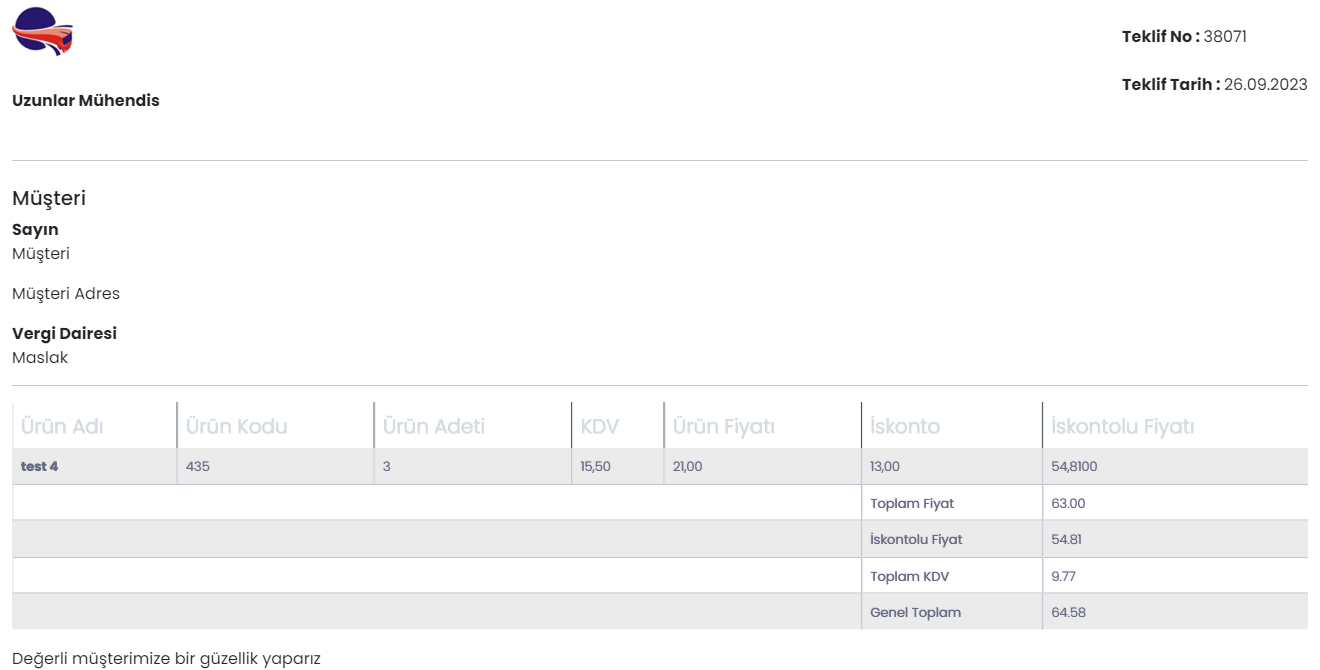 Teklif No : 38071
Teklif Tarih : 26.09.2023
Uzunlar Mühendis
Müşteri
Sayın
Müşteri
Müşteri Adres
Vergi Dairesi
Maslak
Ürün Adı Ürün Kodu Ürün Adeti KDV Ürün Fiyatı İskonto İskontolu Fiyatı
test 4 435 3 15,50 21,00 13,00 54,8100
Toplam Fiyat 63.00
İskontolu Fiyat 54.81
Toplam KDV 9.77
Genel Toplam 64.58
Değerli müşterimize bir güzellik yaparız